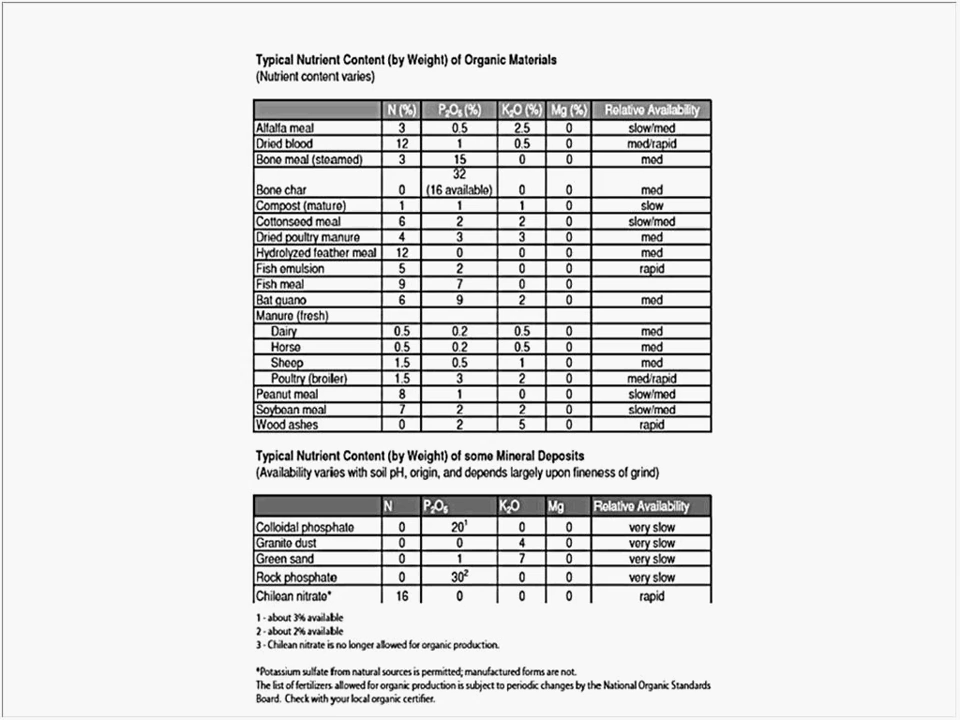 Typical Nutrient Content (by Weight) of Organic Materials
(Nutrient content varies)
N (%) P₂O₅ (%) K₂O (%) Mg (%) Relative Availability
Alfalfa meal 3 0.5 2.5 0 slow/med
Dried blood 12 1 0.5 0 med/rapid
Bone meal (steamed) 3 15 0 0 med
32
Bone char 0 (16 available) 0 0 med
Compost (mature) 1 1 1 0 slow
Cottonseed meal 6 2 2 0 slow/med
Dried poultry manure 4 3 3 0 med
Hydrolyzed feather meal 12 0 0 0 med
Fish emulsion 5 2 0 0 rapid
Fish meal 9 7 0 0
Bat guano 6 9 2 0 med
Manure (fresh)
Dairy 0.5 0.2 0.5 0 med
Horse 0.5 0.2 0.5 0 med
Sheep 1.5 0.5 1 0 med
Poultry (broiler) 1.5 3 2 0 med/rapid
Peanut meal 8 1 0 0 slow/med
Soybean meal 7 2 2 0 slow/med
Wood ashes 0 2 5 0 rapid
Typical Nutrient Content (by Weight) of some Mineral Deposits
(Availability varies with soil pH, origin, and depends largely upon fineness of grind)
N P₂O₅ K₂O Mg Relative Availability
Colloidal phosphate 0 20¹ 0 0 very slow
Granite dust 0 0 4 0 very slow
Green sand 0 1 7 0 very slow
Rock phosphate 0 30² 0 0 very slow
Chilean nitrate* 16 0 0 0 rapid
1 - about 3% available
2 - about 2% available
3 - Chilean nitrate is no longer allowed for organic production.
*Potassium sulfate from natural sources is permitted; manufactured forms are not.
The list of fertilizers allowed for organic production is subject to periodic changes by the National Organic Standards
Board. Check with your local organic certifier.